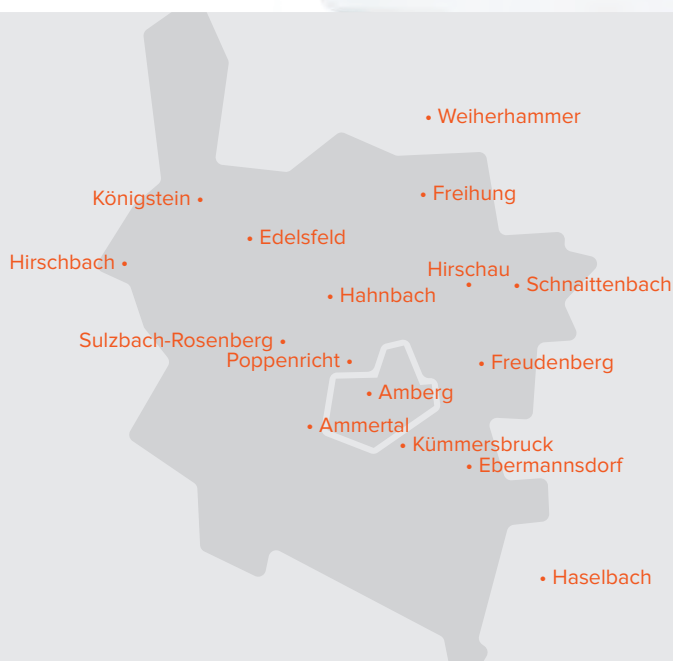 • Weiherhammer
Königstein •
• Freihung
• Edelsfeld
Hirschbach •
Hirschau
•
• Schnaittenbach
• Hahnbach
Sulzbach-Rosenberg •
Poppenricht •
• Freudenberg
• Amberg
• Ammertal
• Kümmersbruck
• Ebermannsdorf
• Haselbach